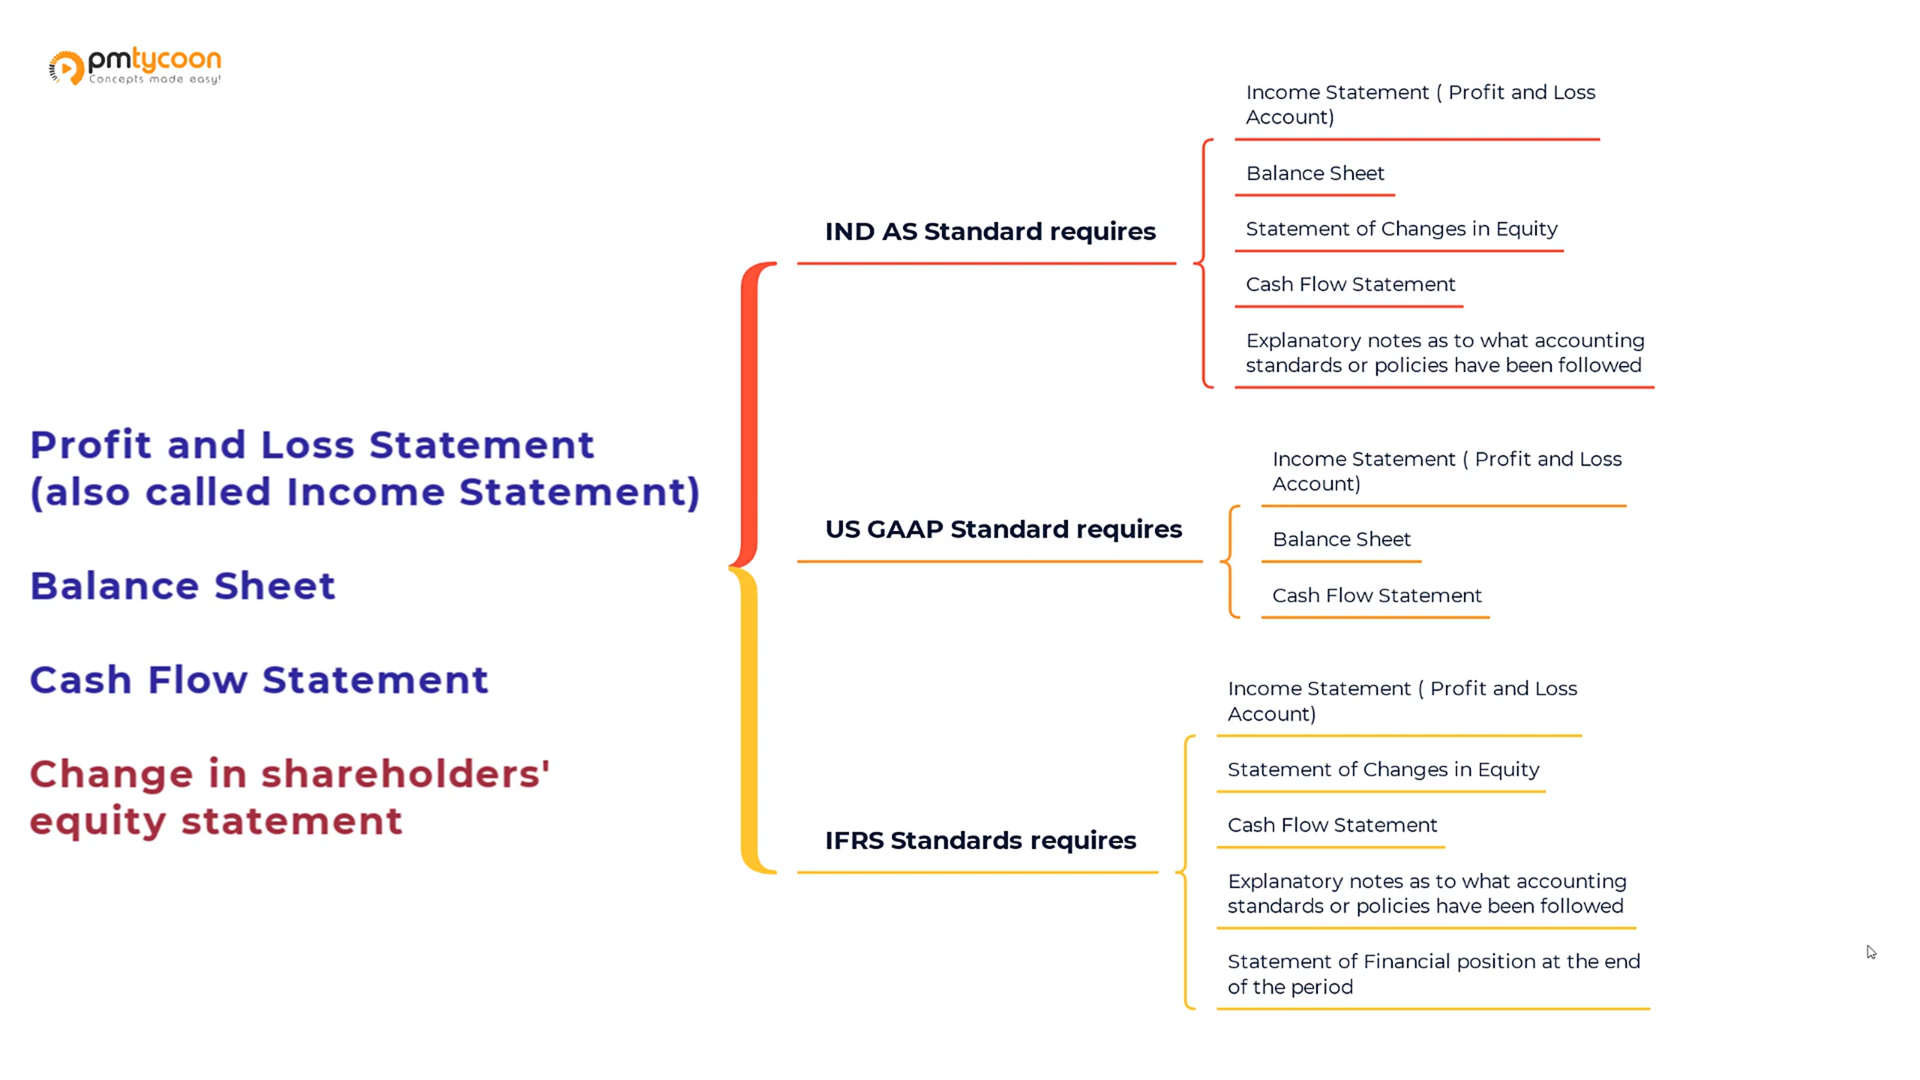 pmtycoon
Concepts made easy!
Profit and Loss Statement
(also called Income Statement)
Balance Sheet
Cash Flow Statement
Change in shareholders'
equity statement
IND AS Standard requires
Income Statement ( Profit and Loss
Account)
Balance Sheet
Statement of Changes in Equity
Cash Flow Statement
Explanatory notes as to what accounting
standards or policies have been followed
US GAAP Standard requires
Income Statement ( Profit and Loss
Account)
Balance Sheet
Cash Flow Statement
IFRS Standards requires
Income Statement ( Profit and Loss
Account)
Statement of Changes in Equity
Cash Flow Statement
Explanatory notes as to what accounting
standards or policies have been followed
Statement of Financial position at the end
of the period